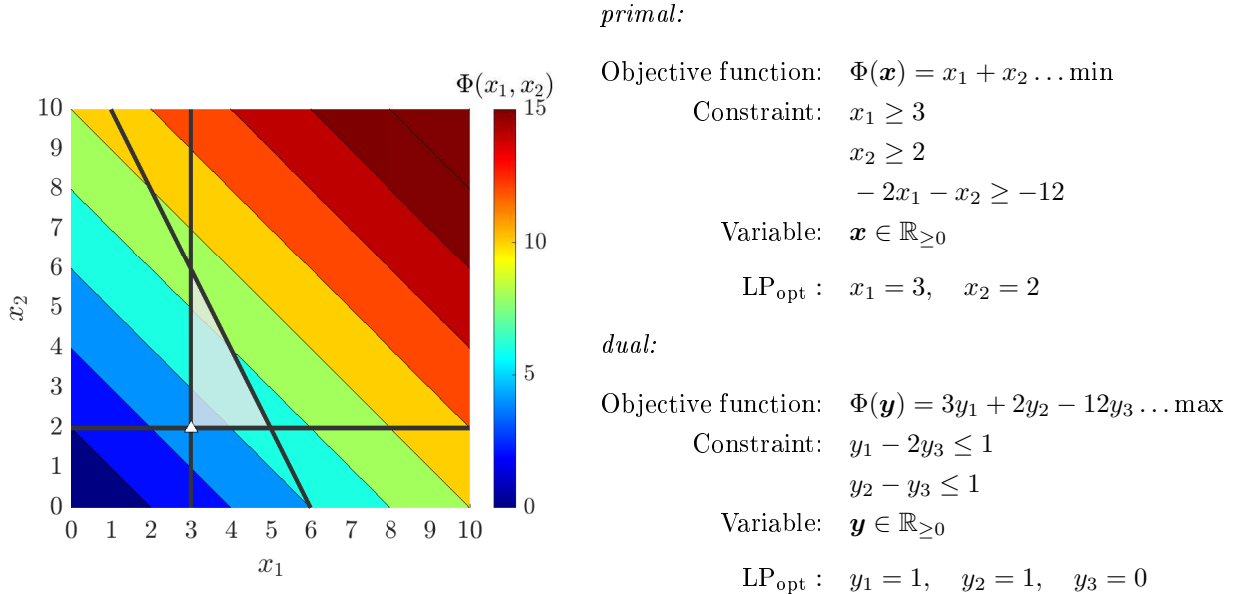 Φ(x₁, x₂)
10
9
8
7
6
5
4
3
2
1
0
0 1 2 3 4 5 6 7 8 9 10
x₁
x₂
15
10
5
0
primal:
Objective function: Φ(x) = x₁ + x₂ … min
Constraint: x₁ ≥ 3
x₂ ≥ 2
− 2x₁ − x₂ ≥ −12
Variable: x ∈ ℝ≥0
LPopt : x₁ = 3, x₂ = 2
dual:
Objective function: Φ(y) = 3y₁ + 2y₂ − 12y₃ … max
Constraint: y₁ − 2y₃ ≤ 1
y₂ − y₃ ≤ 1
Variable: y ∈ ℝ≥0
LPopt : y₁ = 1, y₂ = 1, y₃ = 0